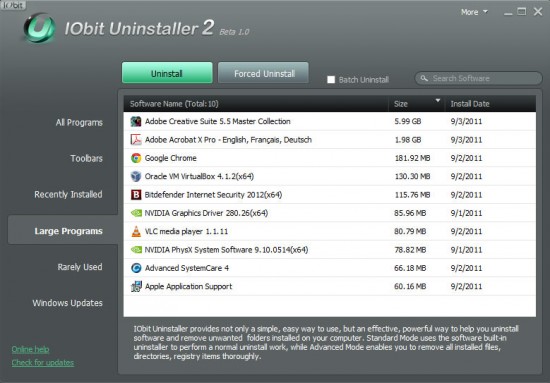 IObit
More
IObit Uninstaller 2 Beta 1.0
Uninstall
Forced Uninstall
Batch Uninstall
Search Software
All Programs
Toolbars
Recently Installed
Large Programs
Rarely Used
Windows Updates
Online help
Check for updates
Software Name (Total: 10) Size Install Date
Adobe Creative Suite 5.5 Master Collection 5.99 GB 9/3/2011
Adobe Acrobat X Pro - English, Français, Deutsch 1.98 GB 9/3/2011
Google Chrome 181.92 MB 9/2/2011
Oracle VM VirtualBox 4.1.2(x64) 130.30 MB 9/2/2011
Bitdefender Internet Security 2012(x64) 115.76 MB 9/2/2011
NVIDIA Graphics Driver 280.26(x64) 85.96 MB 9/1/2011
VLC media player 1.1.11 80.79 MB 9/2/2011
NVIDIA PhysX System Software 9.10.0514(x64) 78.82 MB 9/1/2011
Advanced SystemCare 4 66.18 MB 9/2/2011
Apple Application Support 60.16 MB 9/2/2011
IObit Uninstaller provides not only a simple, easy way to use, but an effective, powerful way to help you uninstall
software and remove unwanted folders installed on your computer. Standard Mode uses the software built-in
uninstaller to perform a normal uninstall work, while Advanced Mode enables you to remove all installed files,
directories, registry items thoroughly.